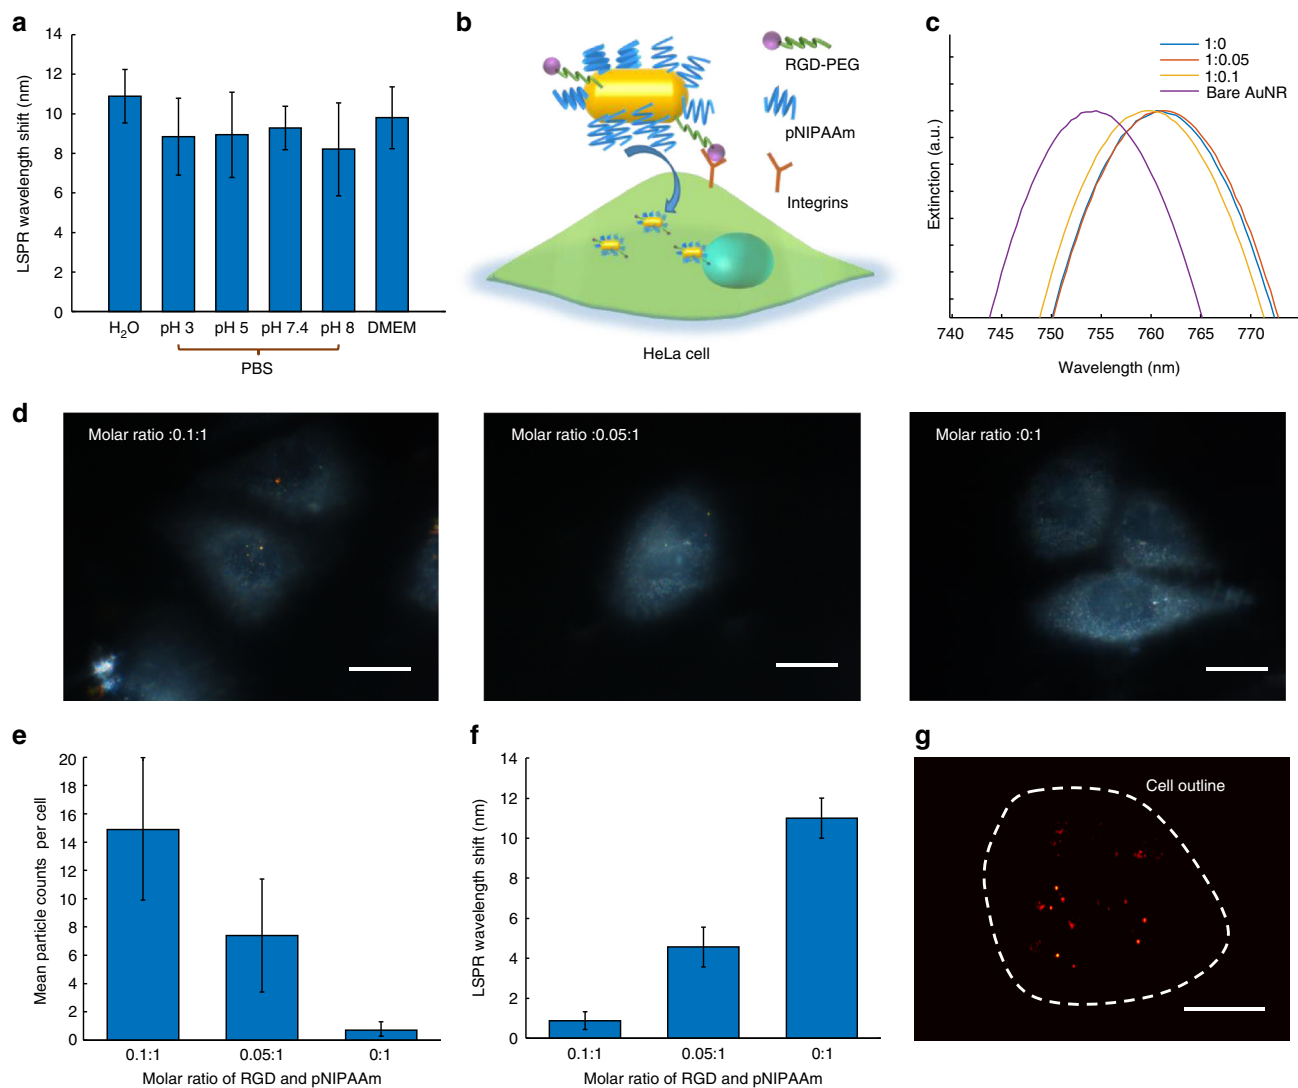 a
14
12
10
8
6
4
2
0
LSPR wavelength shift (nm)
H2O
pH 3
pH 5
pH 7.4
pH 8
DMEM
PBS
b
RGD-PEG
pNIPAAm
Integrins
HeLa cell
c
1:0
1:0.05
1:0.1
Bare AuNR
Extinction (a.u.)
740 745 750 755 760 765 770
Wavelength (nm)
d
Molar ratio :0.1:1
Molar ratio :0.05:1
Molar ratio :0:1
e
20
18
16
14
12
10
8
6
4
2
0
Mean particle counts per cell
0.1:1
0.05:1
0:1
Molar ratio of RGD and pNIPAAm
f
14
12
10
8
6
4
2
0
LSPR wavelength shift (nm)
0.1:1
0.05:1
0:1
Molar ratio of RGD and pNIPAAm
g
Cell outline